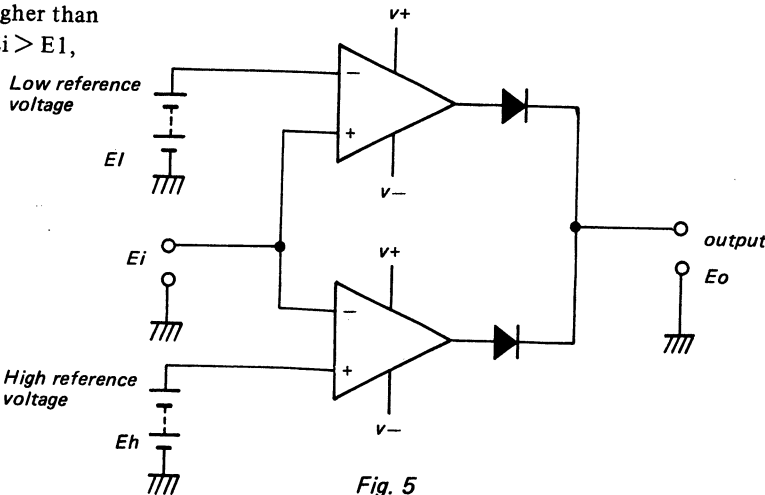 gher than
i > E1,
Low reference
voltage
El
v+
−
+
v−
Ei
v+
−
+
v−
output
Eo
High reference
voltage
Eh
Fig. 5